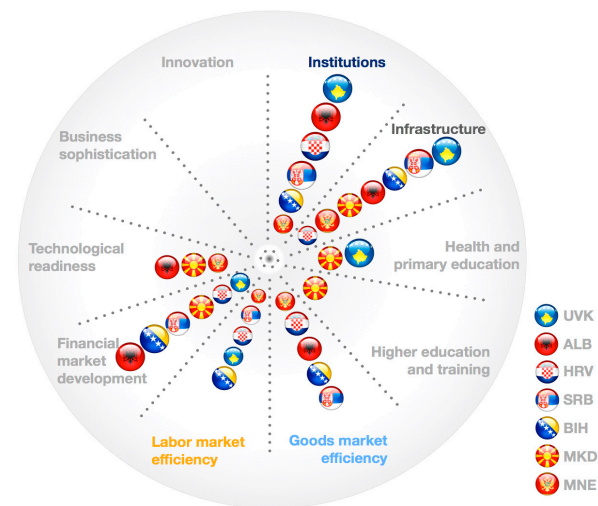 Innovation
Institutions
Infrastructure
Business
sophistication
Technological
readiness
Health and
primary education
Financial
market
development
Higher education
and training
Labor market
efficiency
Goods market
efficiency
UVK
ALB
HRV
SRB
BIH
MKD
MNE